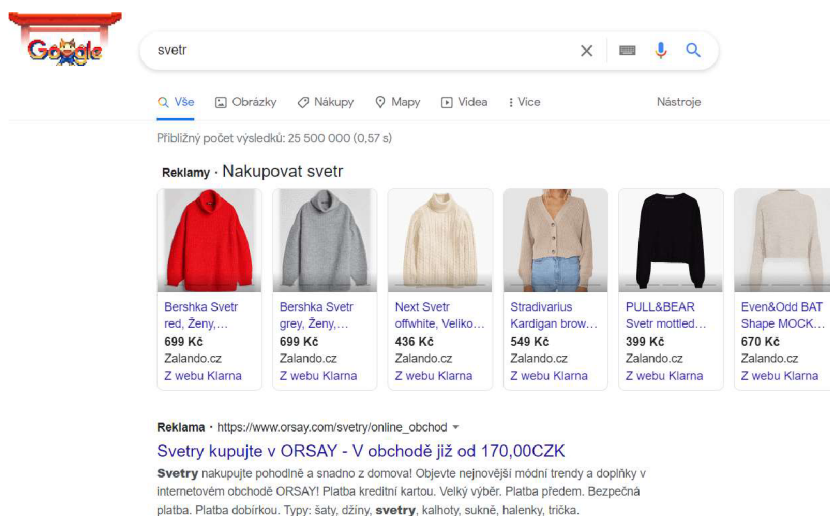 Google
svetr
Vše Obrázky Nákupy Mapy Videa Více Nástroje
Přibližný počet výsledků: 25 500 000 (0,57 s)
Reklamy · Nakupovat svetr
Bershka Svetr
red, Ženy,...
699 Kč
Zalando.cz
Z webu Klarna
Bershka Svetr
grey, Ženy,...
699 Kč
Zalando.cz
Z webu Klarna
Next Svetr
offwhite, Veliko...
436 Kč
Zalando.cz
Z webu Klarna
Stradivarius
Kardigan brow...
549 Kč
Zalando.cz
Z webu Klarna
PULL&BEAR
Svetr mottled...
399 Kč
Zalando.cz
Z webu Klarna
Even&Odd BAT
Shape MOCK...
670 Kč
Zalando.cz
Z webu Klarna
Reklama · https://www.orsay.com/svetry/online_obchod
Svetry kupujte v ORSAY - V obchodě již od 170,00CZK
Svetry nakupujte pohodlně a snadno z domova! Objevte nejnovější módní trendy a doplňky v
internetovém obchodě ORSAY! Platba kreditní kartou. Velký výběr. Platba předem. Bezpečná
platba. Platba dobírkou. Typy: šaty, džíny, svetry, kalhoty, sukně, halenky, trička.